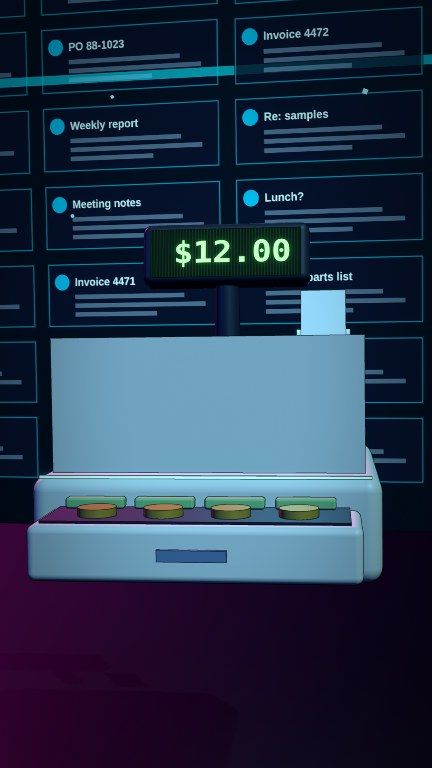 PO 88-1023
Invoice 4472
Weekly report
Re: samples
Meeting notes
Lunch?
$12.00
Invoice 4471
parts list